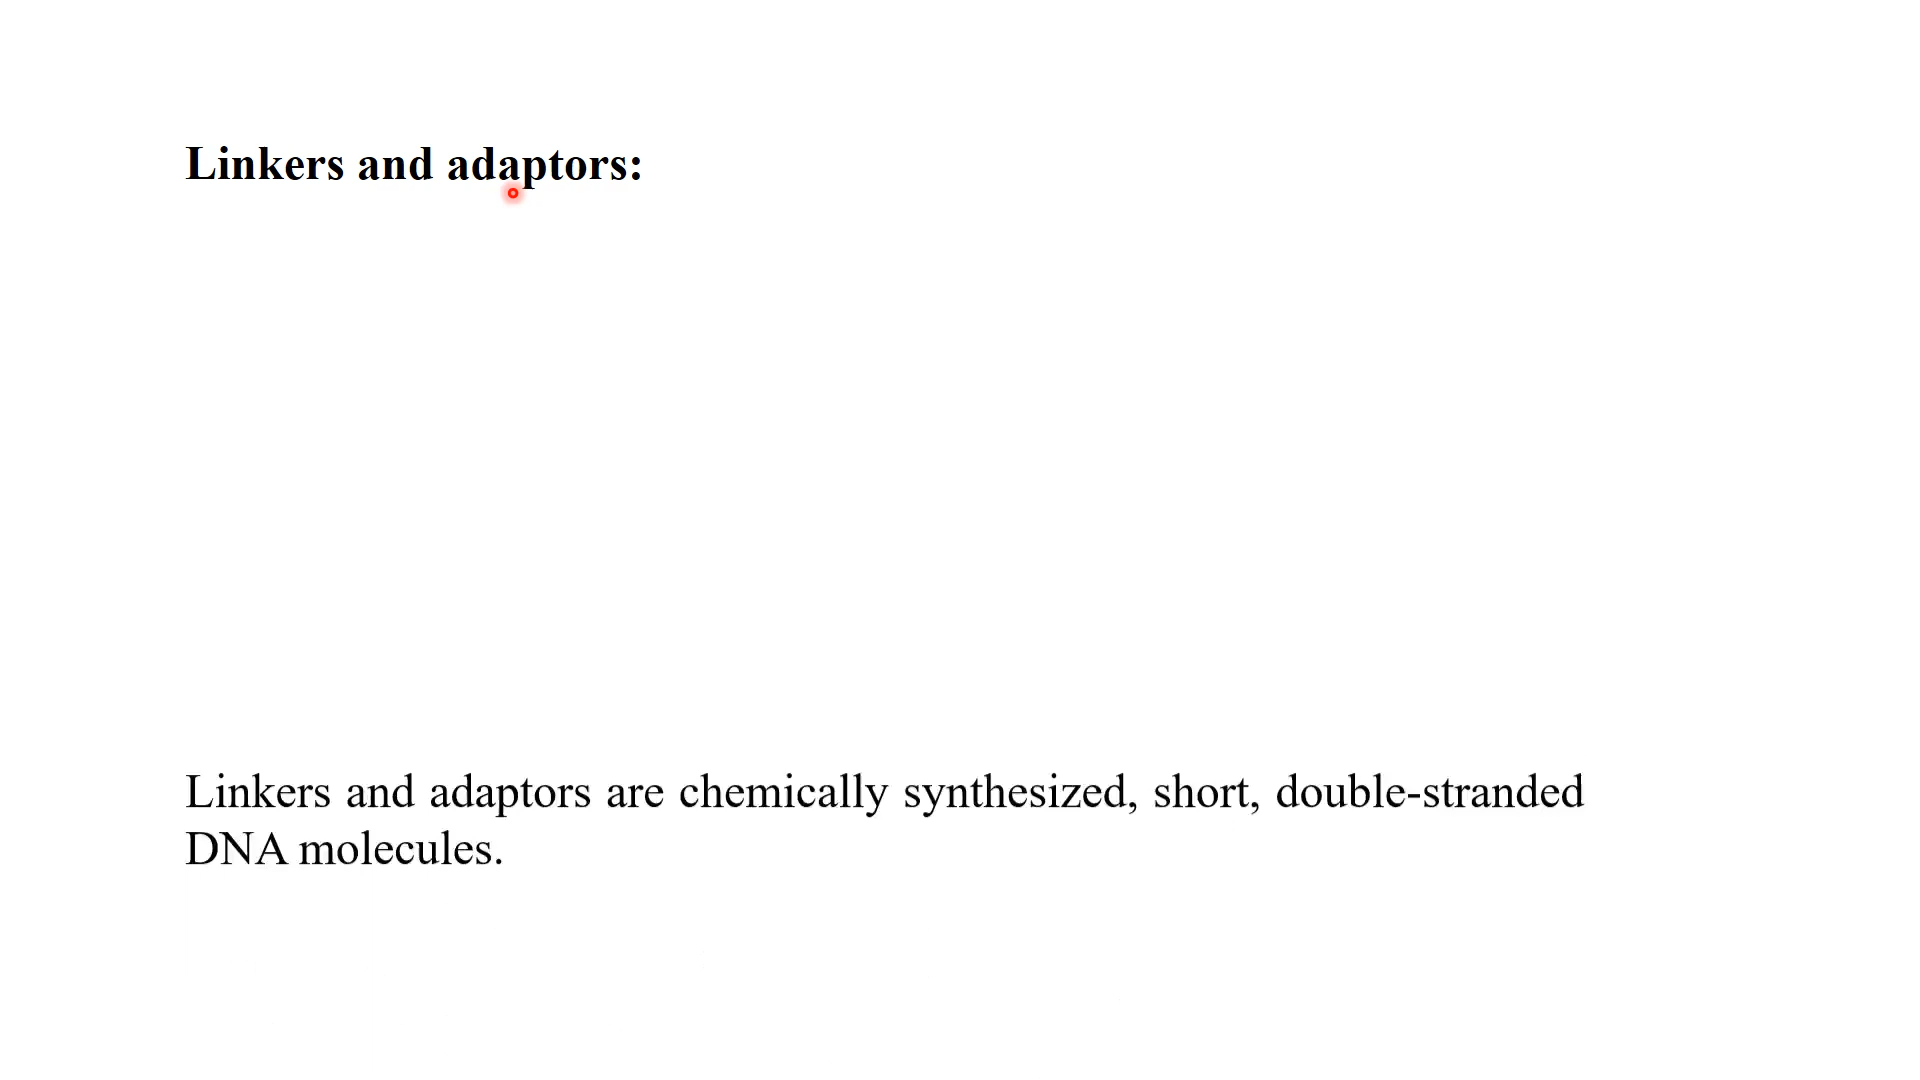 Linkers and adaptors:
Linkers and adaptors are chemically synthesized, short, double-stranded
DNA molecules.